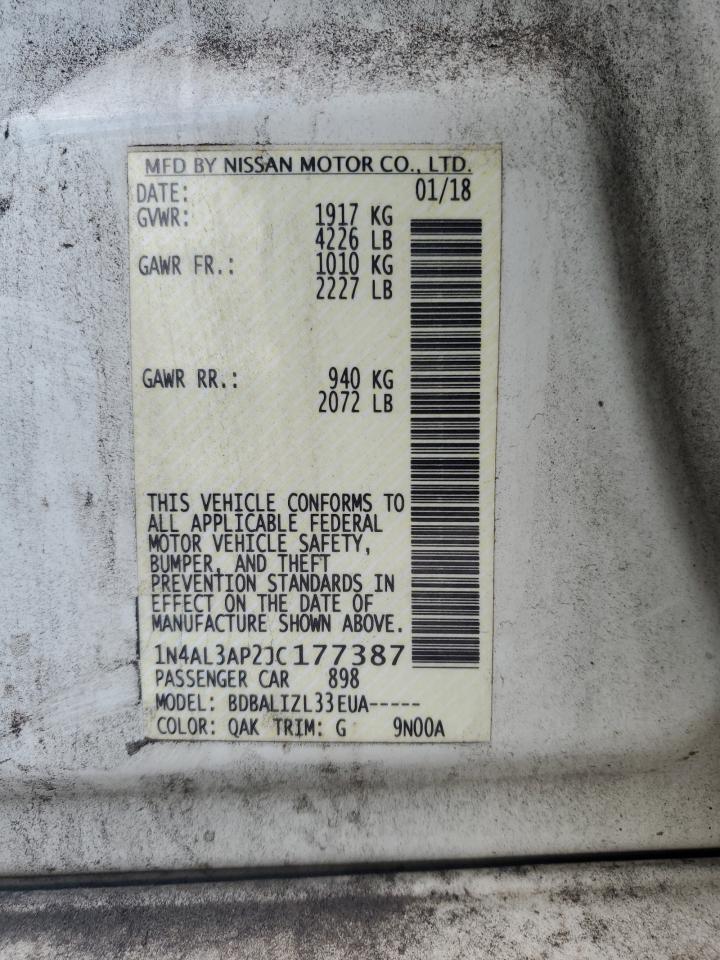 MFD BY NISSAN MOTOR CO., LTD.
DATE: 01/18
GVWR: 1917 KG
4226 LB
GAWR FR.: 1010 KG
2227 LB
GAWR RR.: 940 KG
2072 LB
THIS VEHICLE CONFORMS TO
ALL APPLICABLE FEDERAL
MOTOR VEHICLE SAFETY,
BUMPER, AND THEFT
PREVENTION STANDARDS IN
EFFECT ON THE DATE OF
MANUFACTURE SHOWN ABOVE.
1N4AL3AP2JC177387
PASSENGER CAR 898
MODEL: BDBALIZL33EUA-----
COLOR: QAK TRIM: G 9N00A